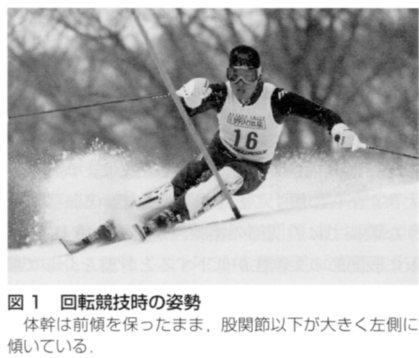 16
図1　回転競技時の姿勢
体幹は前傾を保ったまま，股関節以下が大きく左側に
傾いている．